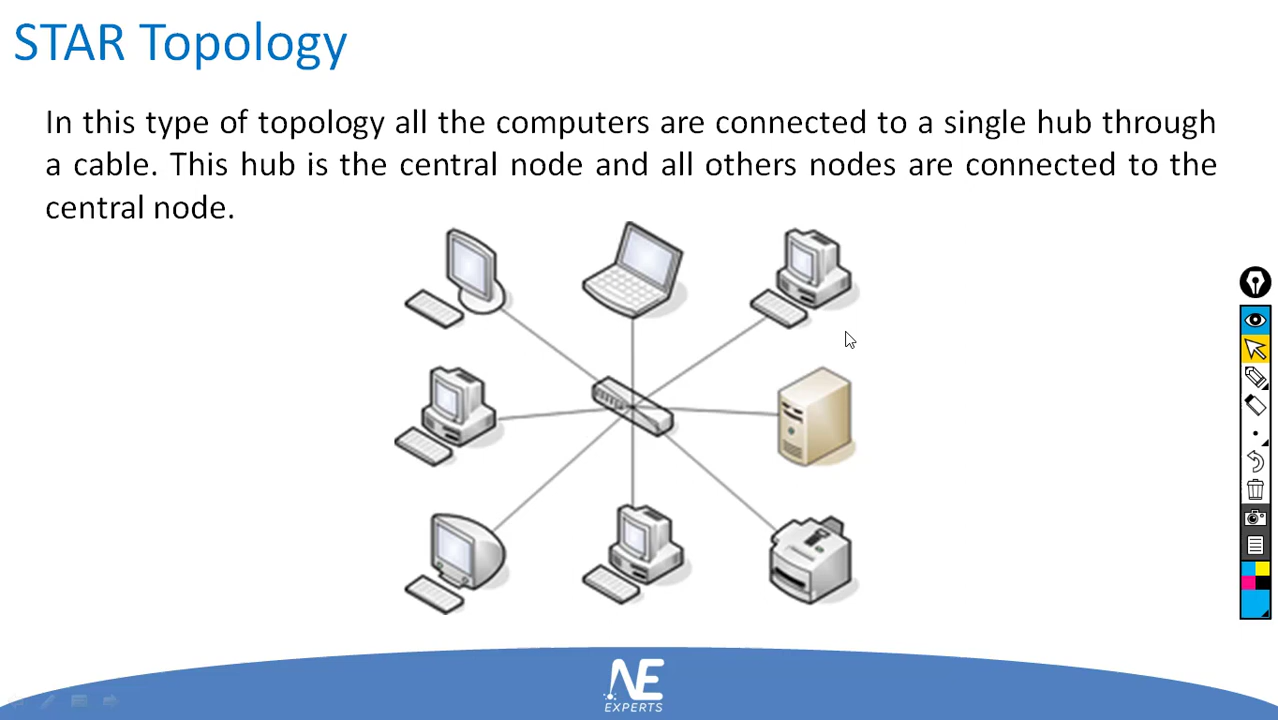 STAR Topology
In this type of topology all the computers are connected to a single hub through
a cable. This hub is the central node and all others nodes are connected to the
central node.
NE
EXPERTS